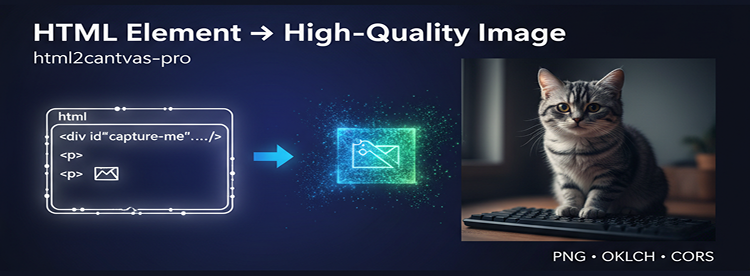 HTML Element → High-Quality Image
html2cantvas-pro
html
<div id"capture-me"..../>
<p>
<p>
PNG • OKLCH • CORS